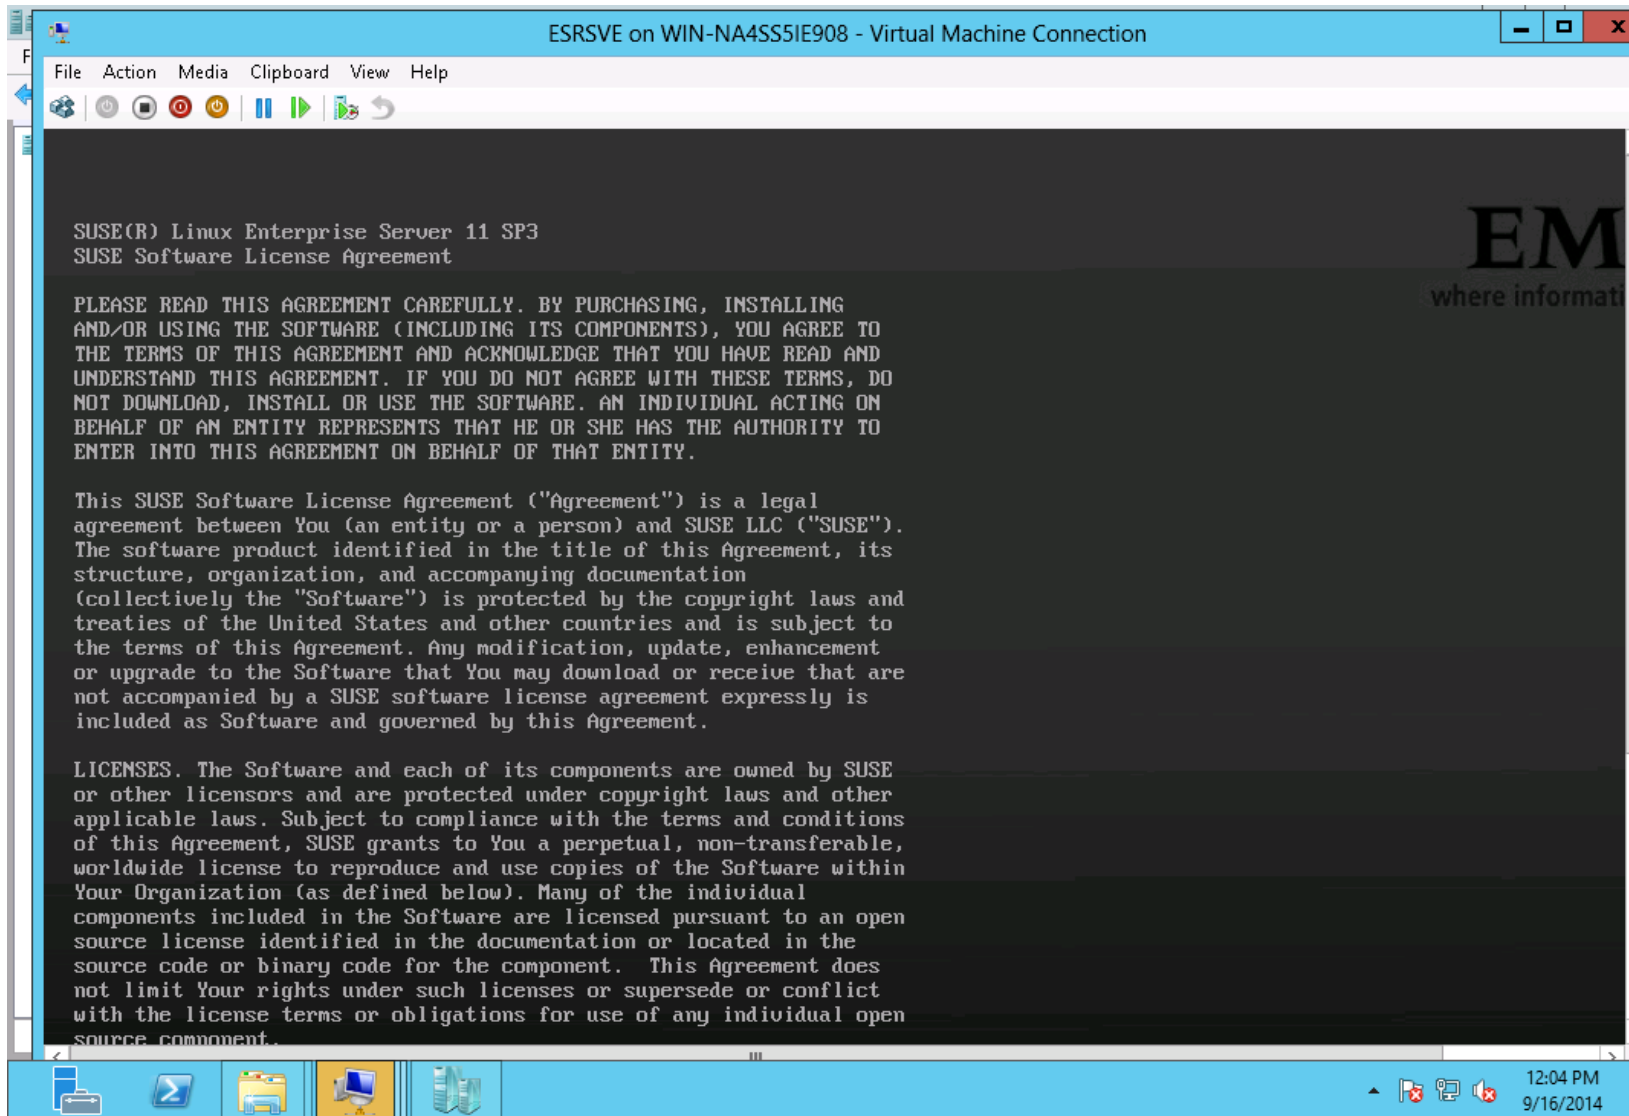 ESRSVE on WIN-NA4SS5IE908 - Virtual Machine Connection
File Action Media Clipboard View Help
SUSE(R) Linux Enterprise Server 11 SP3
SUSE Software License Agreement
PLEASE READ THIS AGREEMENT CAREFULLY. BY PURCHASING, INSTALLING
AND/OR USING THE SOFTWARE (INCLUDING ITS COMPONENTS), YOU AGREE TO
THE TERMS OF THIS AGREEMENT AND ACKNOWLEDGE THAT YOU HAVE READ AND
UNDERSTAND THIS AGREEMENT. IF YOU DO NOT AGREE WITH THESE TERMS, DO
NOT DOWNLOAD, INSTALL OR USE THE SOFTWARE. AN INDIVIDUAL ACTING ON
BEHALF OF AN ENTITY REPRESENTS THAT HE OR SHE HAS THE AUTHORITY TO
ENTER INTO THIS AGREEMENT ON BEHALF OF THAT ENTITY.
This SUSE Software License Agreement ("Agreement") is a legal
agreement between You (an entity or a person) and SUSE LLC ("SUSE").
The software product identified in the title of this Agreement, its
structure, organization, and accompanying documentation
(collectively the "Software") is protected by the copyright laws and
treaties of the United States and other countries and is subject to
the terms of this Agreement. Any modification, update, enhancement
or upgrade to the Software that You may download or receive that are
not accompanied by a SUSE software license agreement expressly is
included as Software and governed by this Agreement.
LICENSES. The Software and each of its components are owned by SUSE
or other licensors and are protected under copyright laws and other
applicable laws. Subject to compliance with the terms and conditions
of this Agreement, SUSE grants to You a perpetual, non-transferable,
worldwide license to reproduce and use copies of the Software within
Your Organization (as defined below). Many of the individual
components included in the Software are licensed pursuant to an open
source license identified in the documentation or located in the
source code or binary code for the component.  This Agreement does
not limit Your rights under such licenses or supersede or conflict
with the license terms or obligations for use of any individual open
source component.
EM
where informati
12:04 PM
9/16/2014